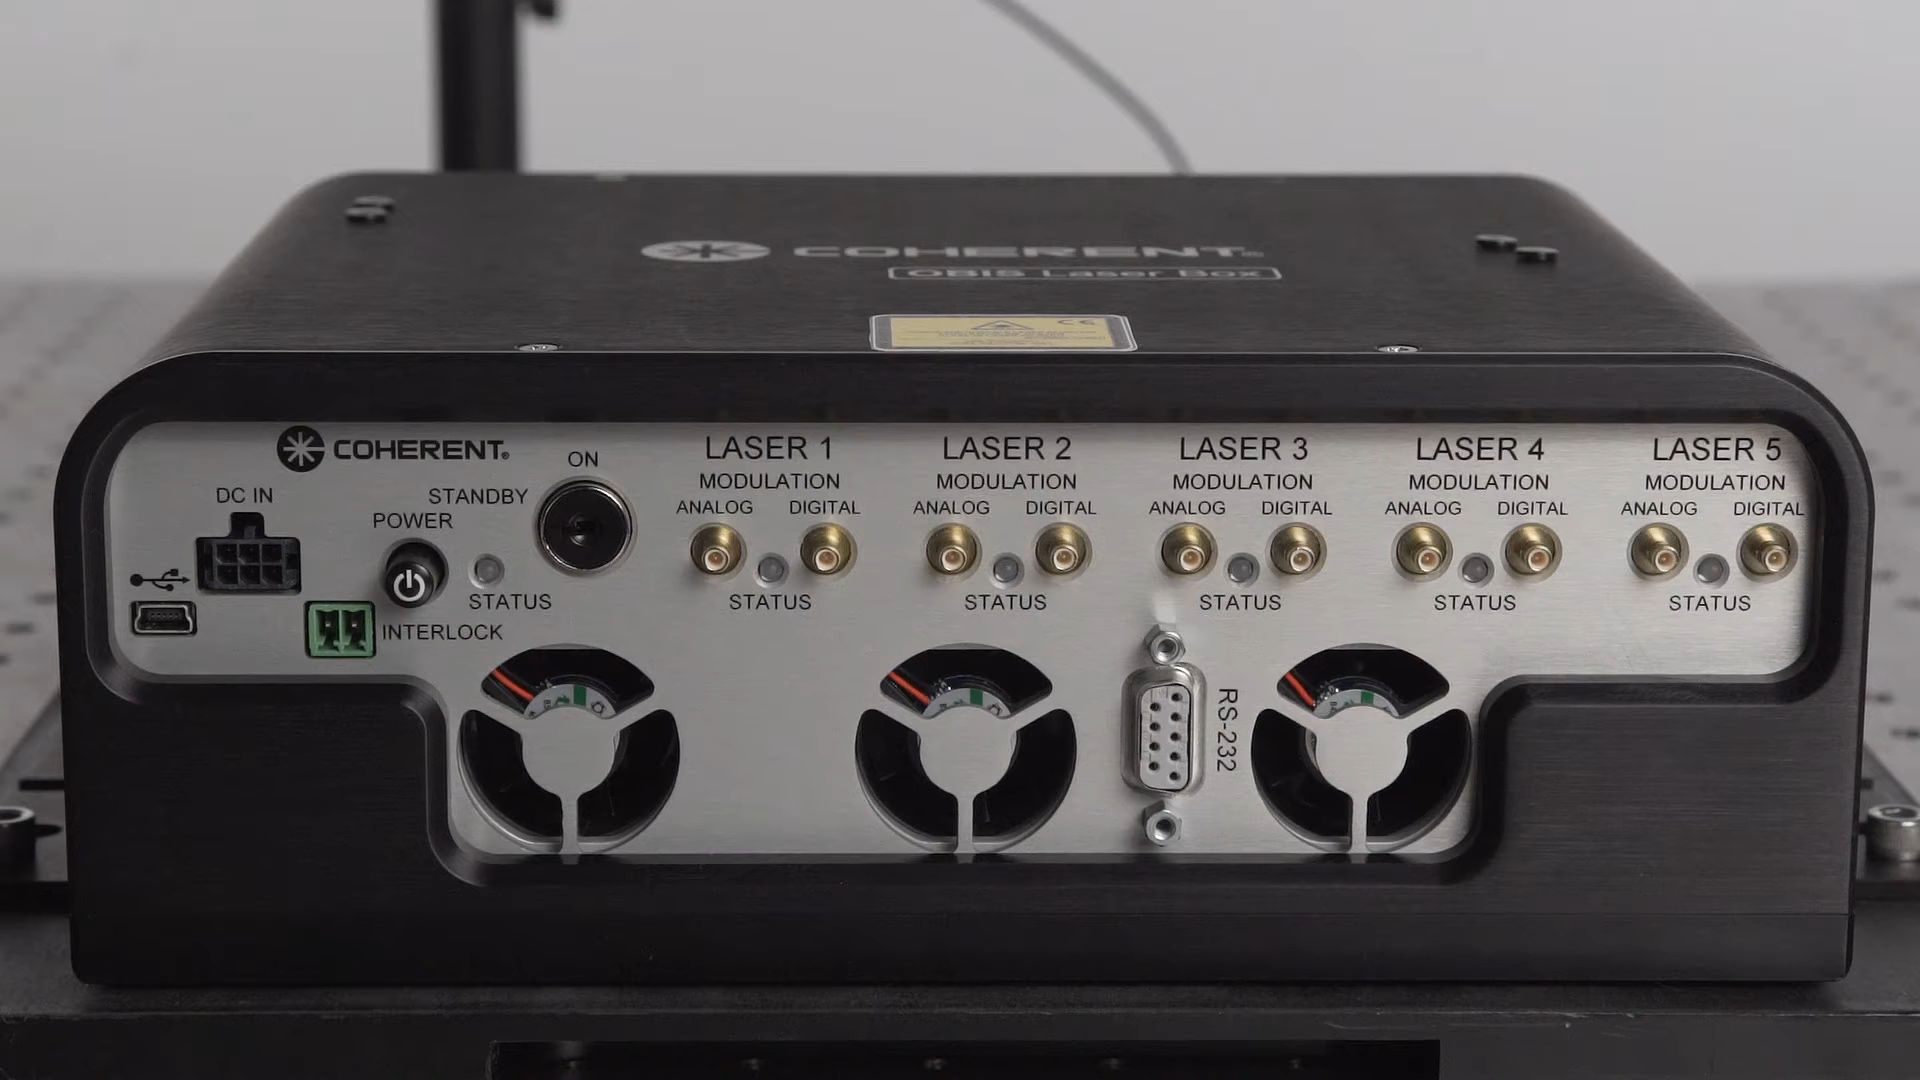 COHERENT
OBIS Laser Box
CE
COHERENT®
DC IN
POWER
STANDBY
ON
STATUS
INTERLOCK
LASER 1
MODULATION
ANALOG DIGITAL
STATUS
LASER 2
MODULATION
ANALOG DIGITAL
STATUS
LASER 3
MODULATION
ANALOG DIGITAL
STATUS
LASER 4
MODULATION
ANALOG DIGITAL
STATUS
LASER 5
MODULATION
ANALOG DIGITAL
STATUS
RS-232